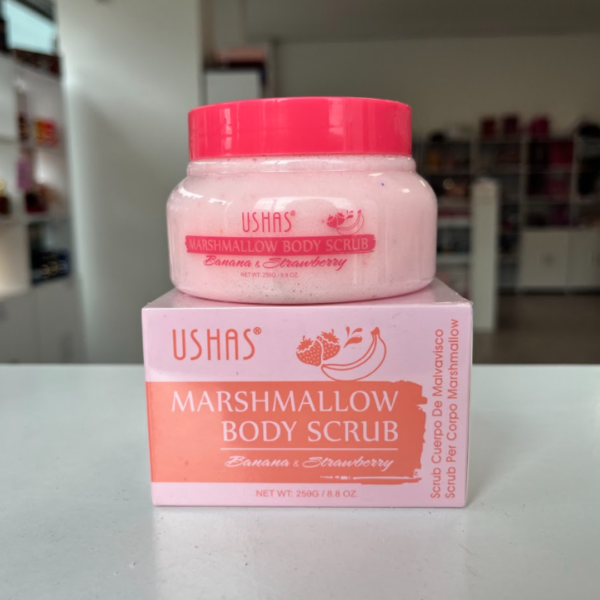 USHAS®
MARSHMALLOW BODY SCRUB
Banana & Strawberry
NET WT. 250G / 8.8 OZ.
USHAS®
MARSHMALLOW
BODY SCRUB
Banana & Strawberry
NET WT. 250G / 8.8 OZ.
Scrub Cuerpo De Malvavisco
Scrub Per Corpo Marshmallow